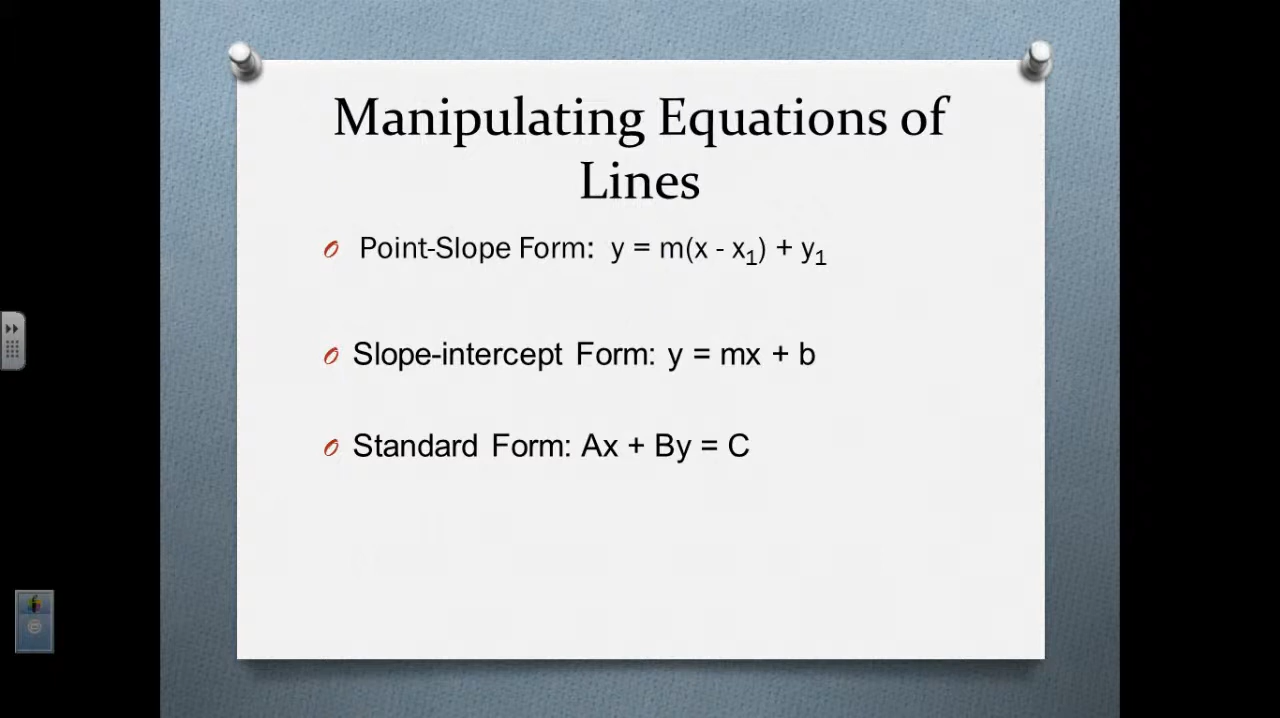 Manipulating Equations of
Lines
Point-Slope Form: y = m(x - x₁) + y₁
Slope-intercept Form: y = mx + b
Standard Form: Ax + By = C